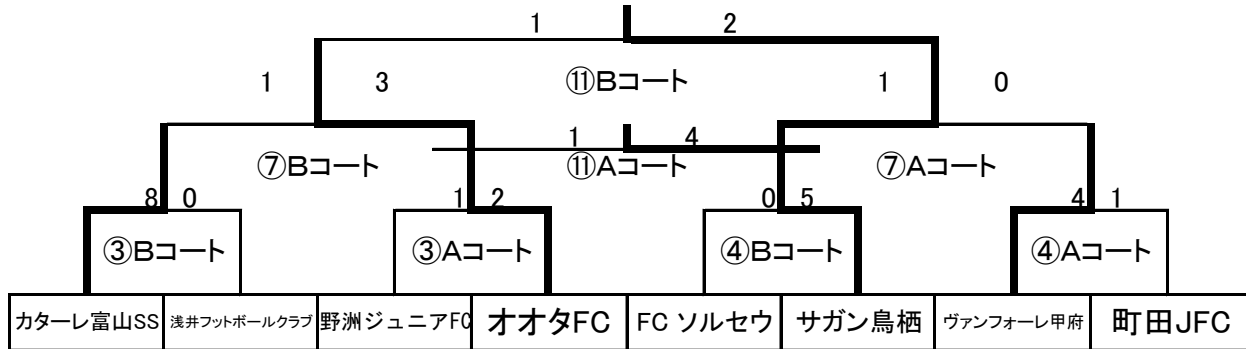 1 2
⑪Bコート
1 3 1 0
1 4
⑦Bコート ⑪Aコート ⑦Aコート
8 0 1 2 0 5 4 1
③Bコート ③Aコート ④Bコート ④Aコート
カターレ富山SS 浅井フットボールクラブ 野洲ジュニアFC オオタFC FC ソルセウ サガン鳥栖 ヴァンフォーレ甲府 町田JFC